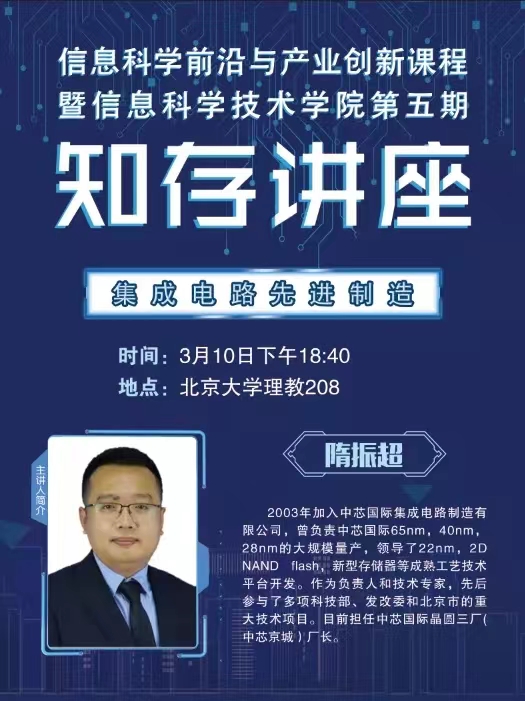 信息科学前沿与产业创新课程
暨信息科学技术学院第五期
知存讲座
集成电路先进制造
时间：3月10日下午18:40
地点：北京大学理教208
主讲人简介
隋振超
2003年加入中芯国际集成电路制造有
限公司，曾负责中芯国际65nm，40nm，
28nm的大规模量产，领导了22nm，2D
NAND flash，新型存储器等成熟工艺技术
平台开发。作为负责人和技术专家，先后
参与了多项科技部、发改委和北京市的重
大技术项目。目前担任中芯国际晶圆三厂(
中芯京城）厂长。